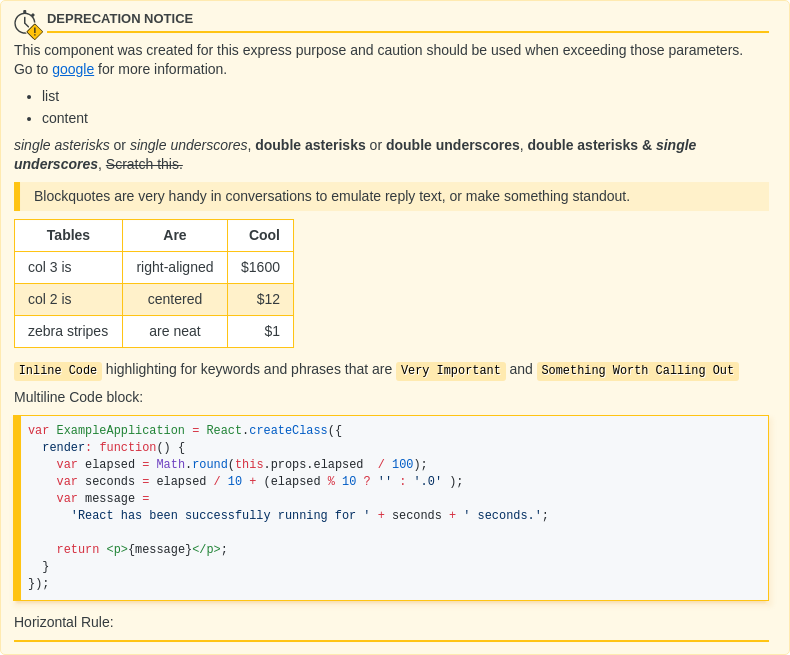 DEPRECATION NOTICE
This component was created for this express purpose and caution should be used when exceeding those parameters.
Go to google for more information.
• list
• content
single asterisks or single underscores, double asterisks or double underscores, double asterisks & single
underscores, Scratch this.
Blockquotes are very handy in conversations to emulate reply text, or make something standout.
Tables Are Cool
col 3 is right-aligned $1600
col 2 is centered $12
zebra stripes are neat $1
Inline Code highlighting for keywords and phrases that are Very Important and Something Worth Calling Out
Multiline Code block:
var ExampleApplication = React.createClass({
  render: function() {
    var elapsed = Math.round(this.props.elapsed  / 100);
    var seconds = elapsed / 10 + (elapsed % 10 ? '' : '.0' );
    var message =
      'React has been successfully running for ' + seconds + ' seconds.';
    return <p>{message}</p>;
  }
});
Horizontal Rule: